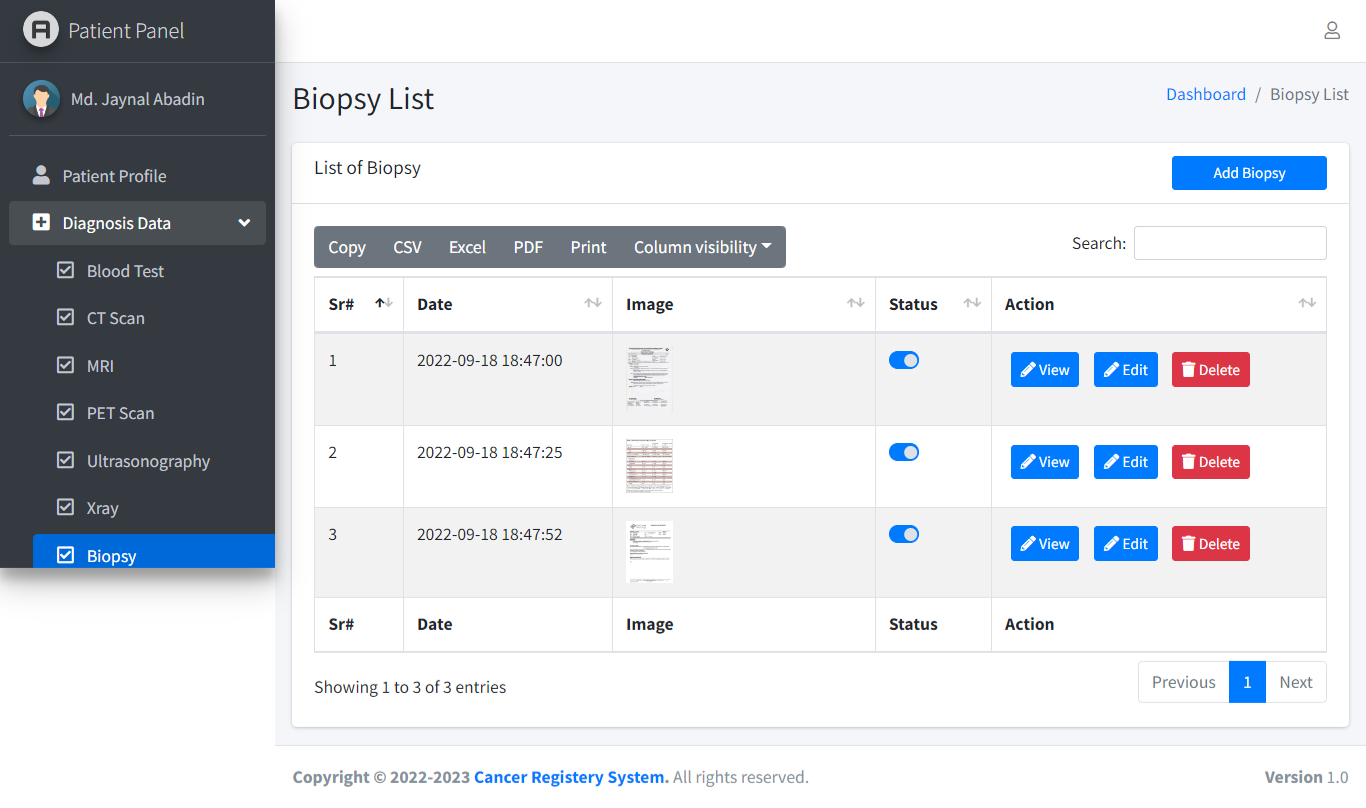 Patient Panel
Md. Jaynal Abadin
Patient Profile
Diagnosis Data
Blood Test
CT Scan
MRI
PET Scan
Ultrasonography
Xray
Biopsy
Biopsy List
Dashboard / Biopsy List
List of Biopsy
Add Biopsy
Copy CSV Excel PDF Print Column visibility
Search:
Sr# Date Image Status Action
1 2022-09-18 18:47:00 View Edit Delete
2 2022-09-18 18:47:25 View Edit Delete
3 2022-09-18 18:47:52 View Edit Delete
Sr# Date Image Status Action
Showing 1 to 3 of 3 entries
Previous 1 Next
Copyright © 2022-2023 Cancer Registery System. All rights reserved.
Version 1.0